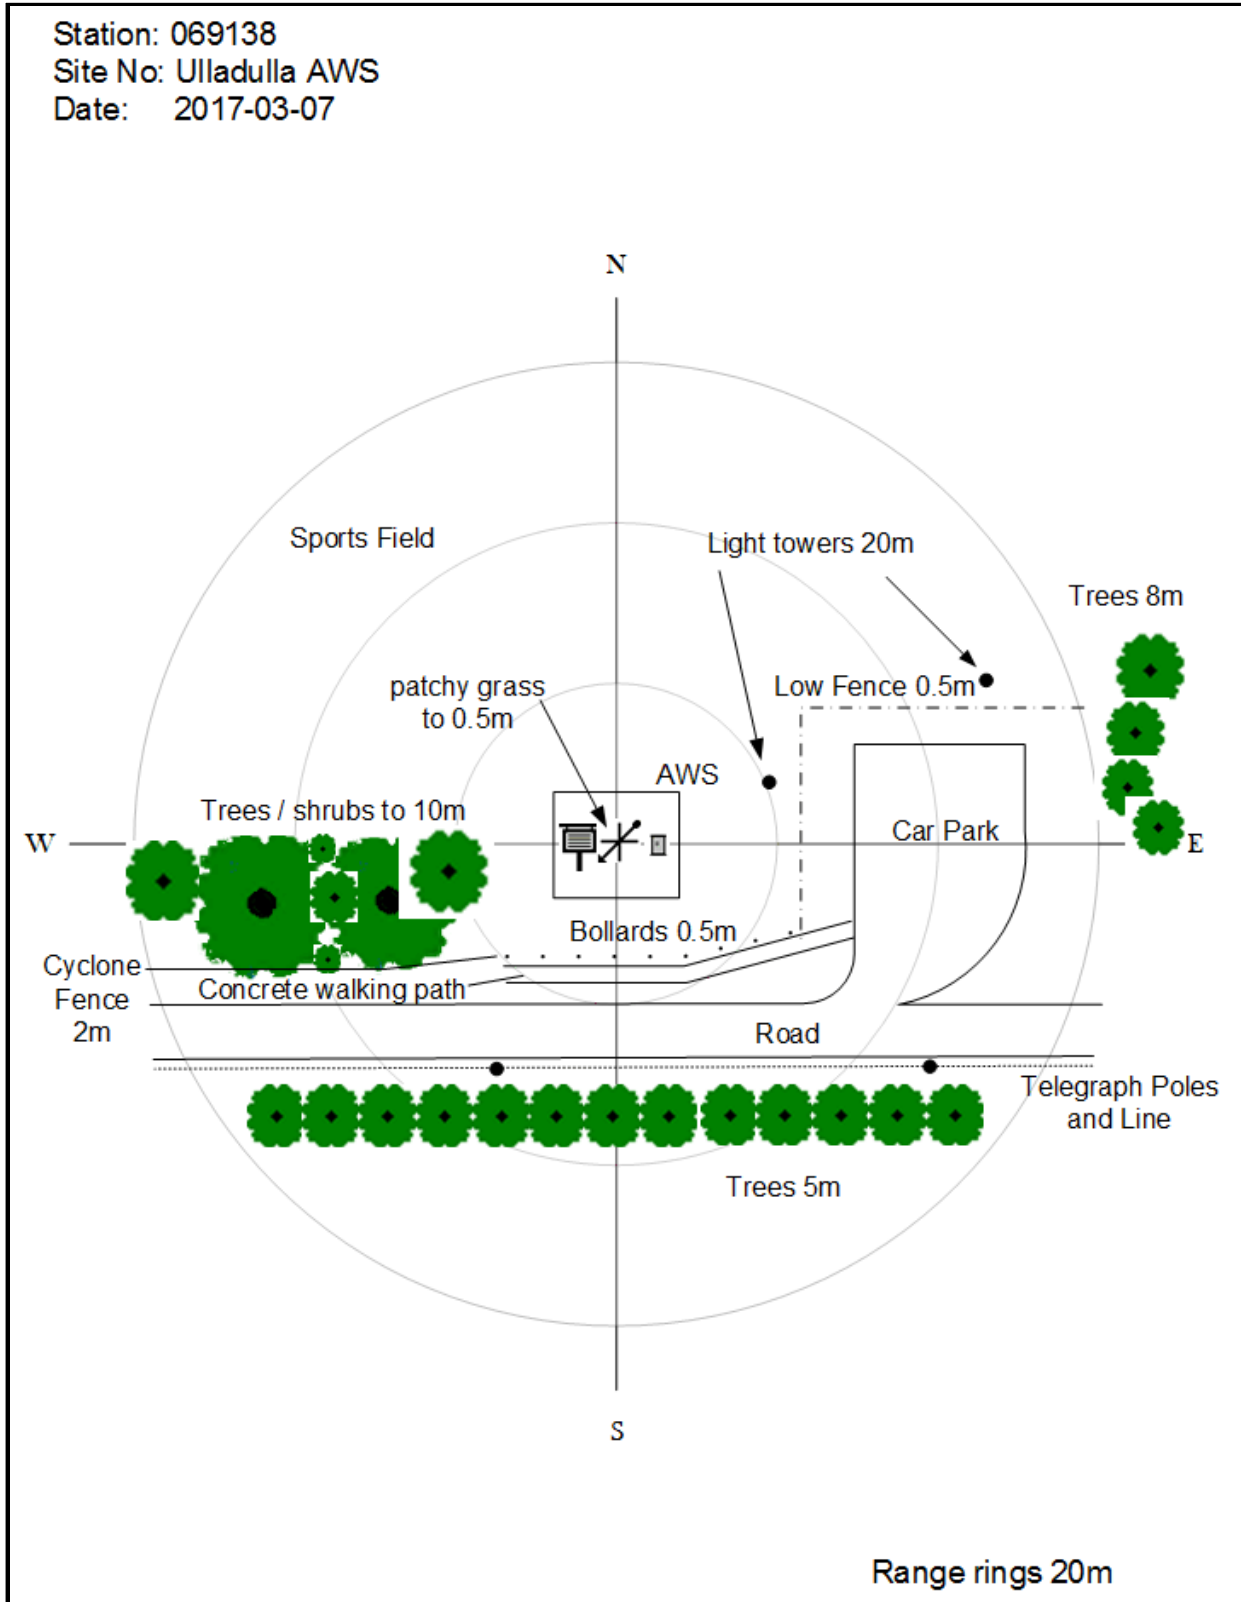 Station: 069138
Site No: Ulladulla AWS
Date: 2017-03-07
N
Sports Field
Light towers 20m
Trees 8m
patchy grass
to 0.5m
Low Fence 0.5m
AWS
Trees / shrubs to 10m
W
Car Park
E
Bollards 0.5m
Cyclone
Fence
2m
Concrete walking path
Road
Telegraph Poles
and Line
Trees 5m
S
Range rings 20m